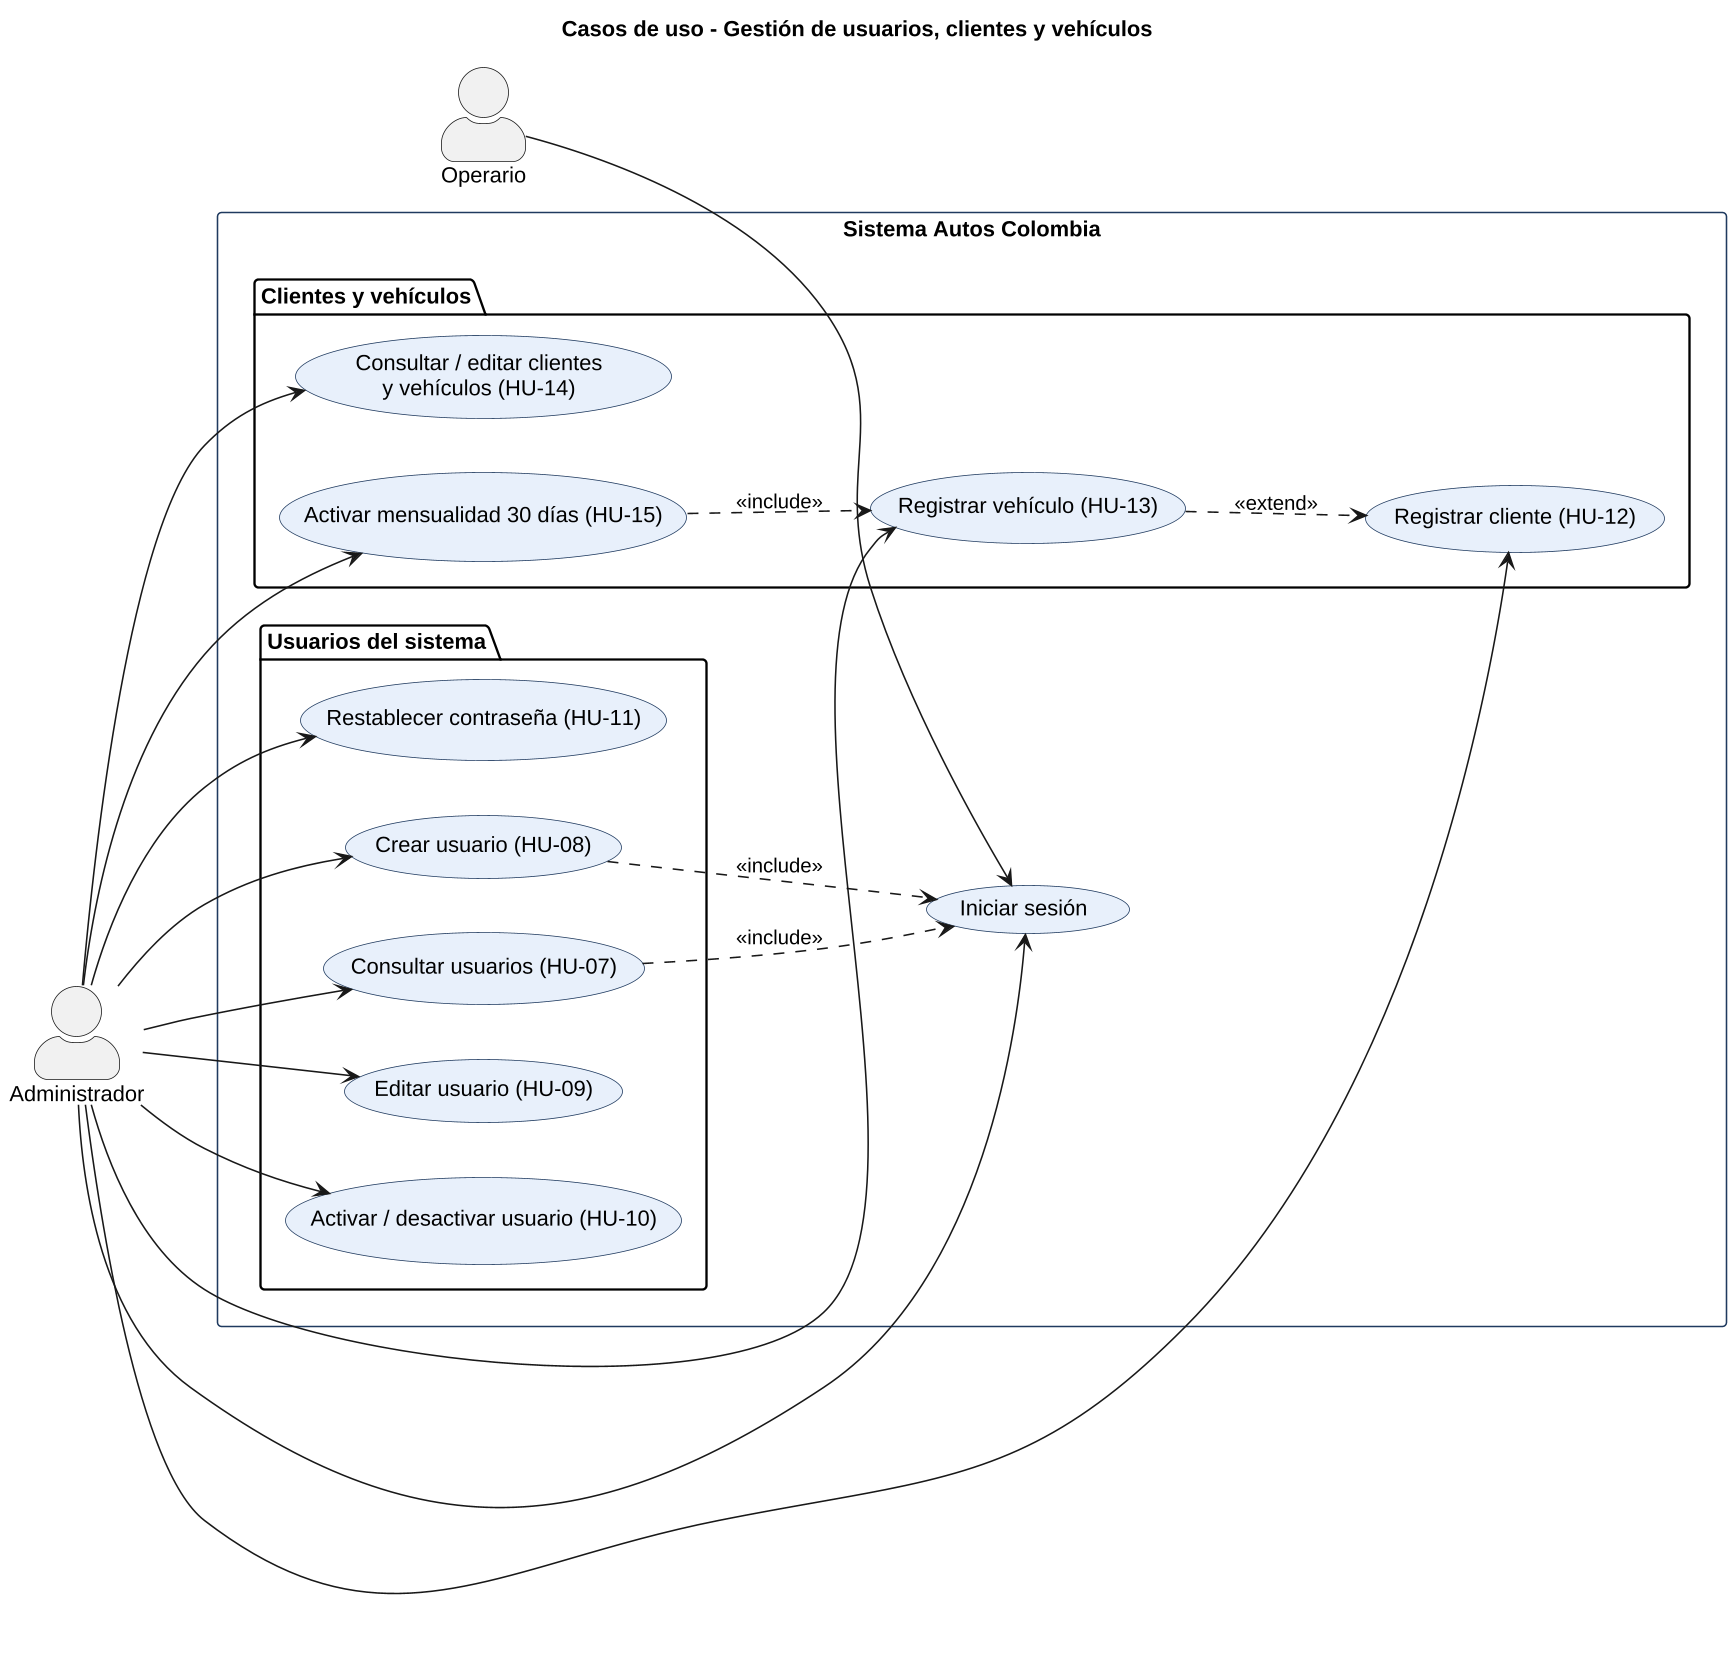 Casos de uso - Gestión de usuarios, clientes y vehículos
Operario
Sistema Autos Colombia
Clientes y vehículos
Consultar / editar clientes
y vehículos (HU-14)
Activar mensualidad 30 días (HU-15)
«include»
Registrar vehículo (HU-13)
«extend»
Registrar cliente (HU-12)
Usuarios del sistema
Restablecer contraseña (HU-11)
Crear usuario (HU-08)
«include»
Iniciar sesión
«include»
Consultar usuarios (HU-07)
Administrador
Editar usuario (HU-09)
Activar / desactivar usuario (HU-10)